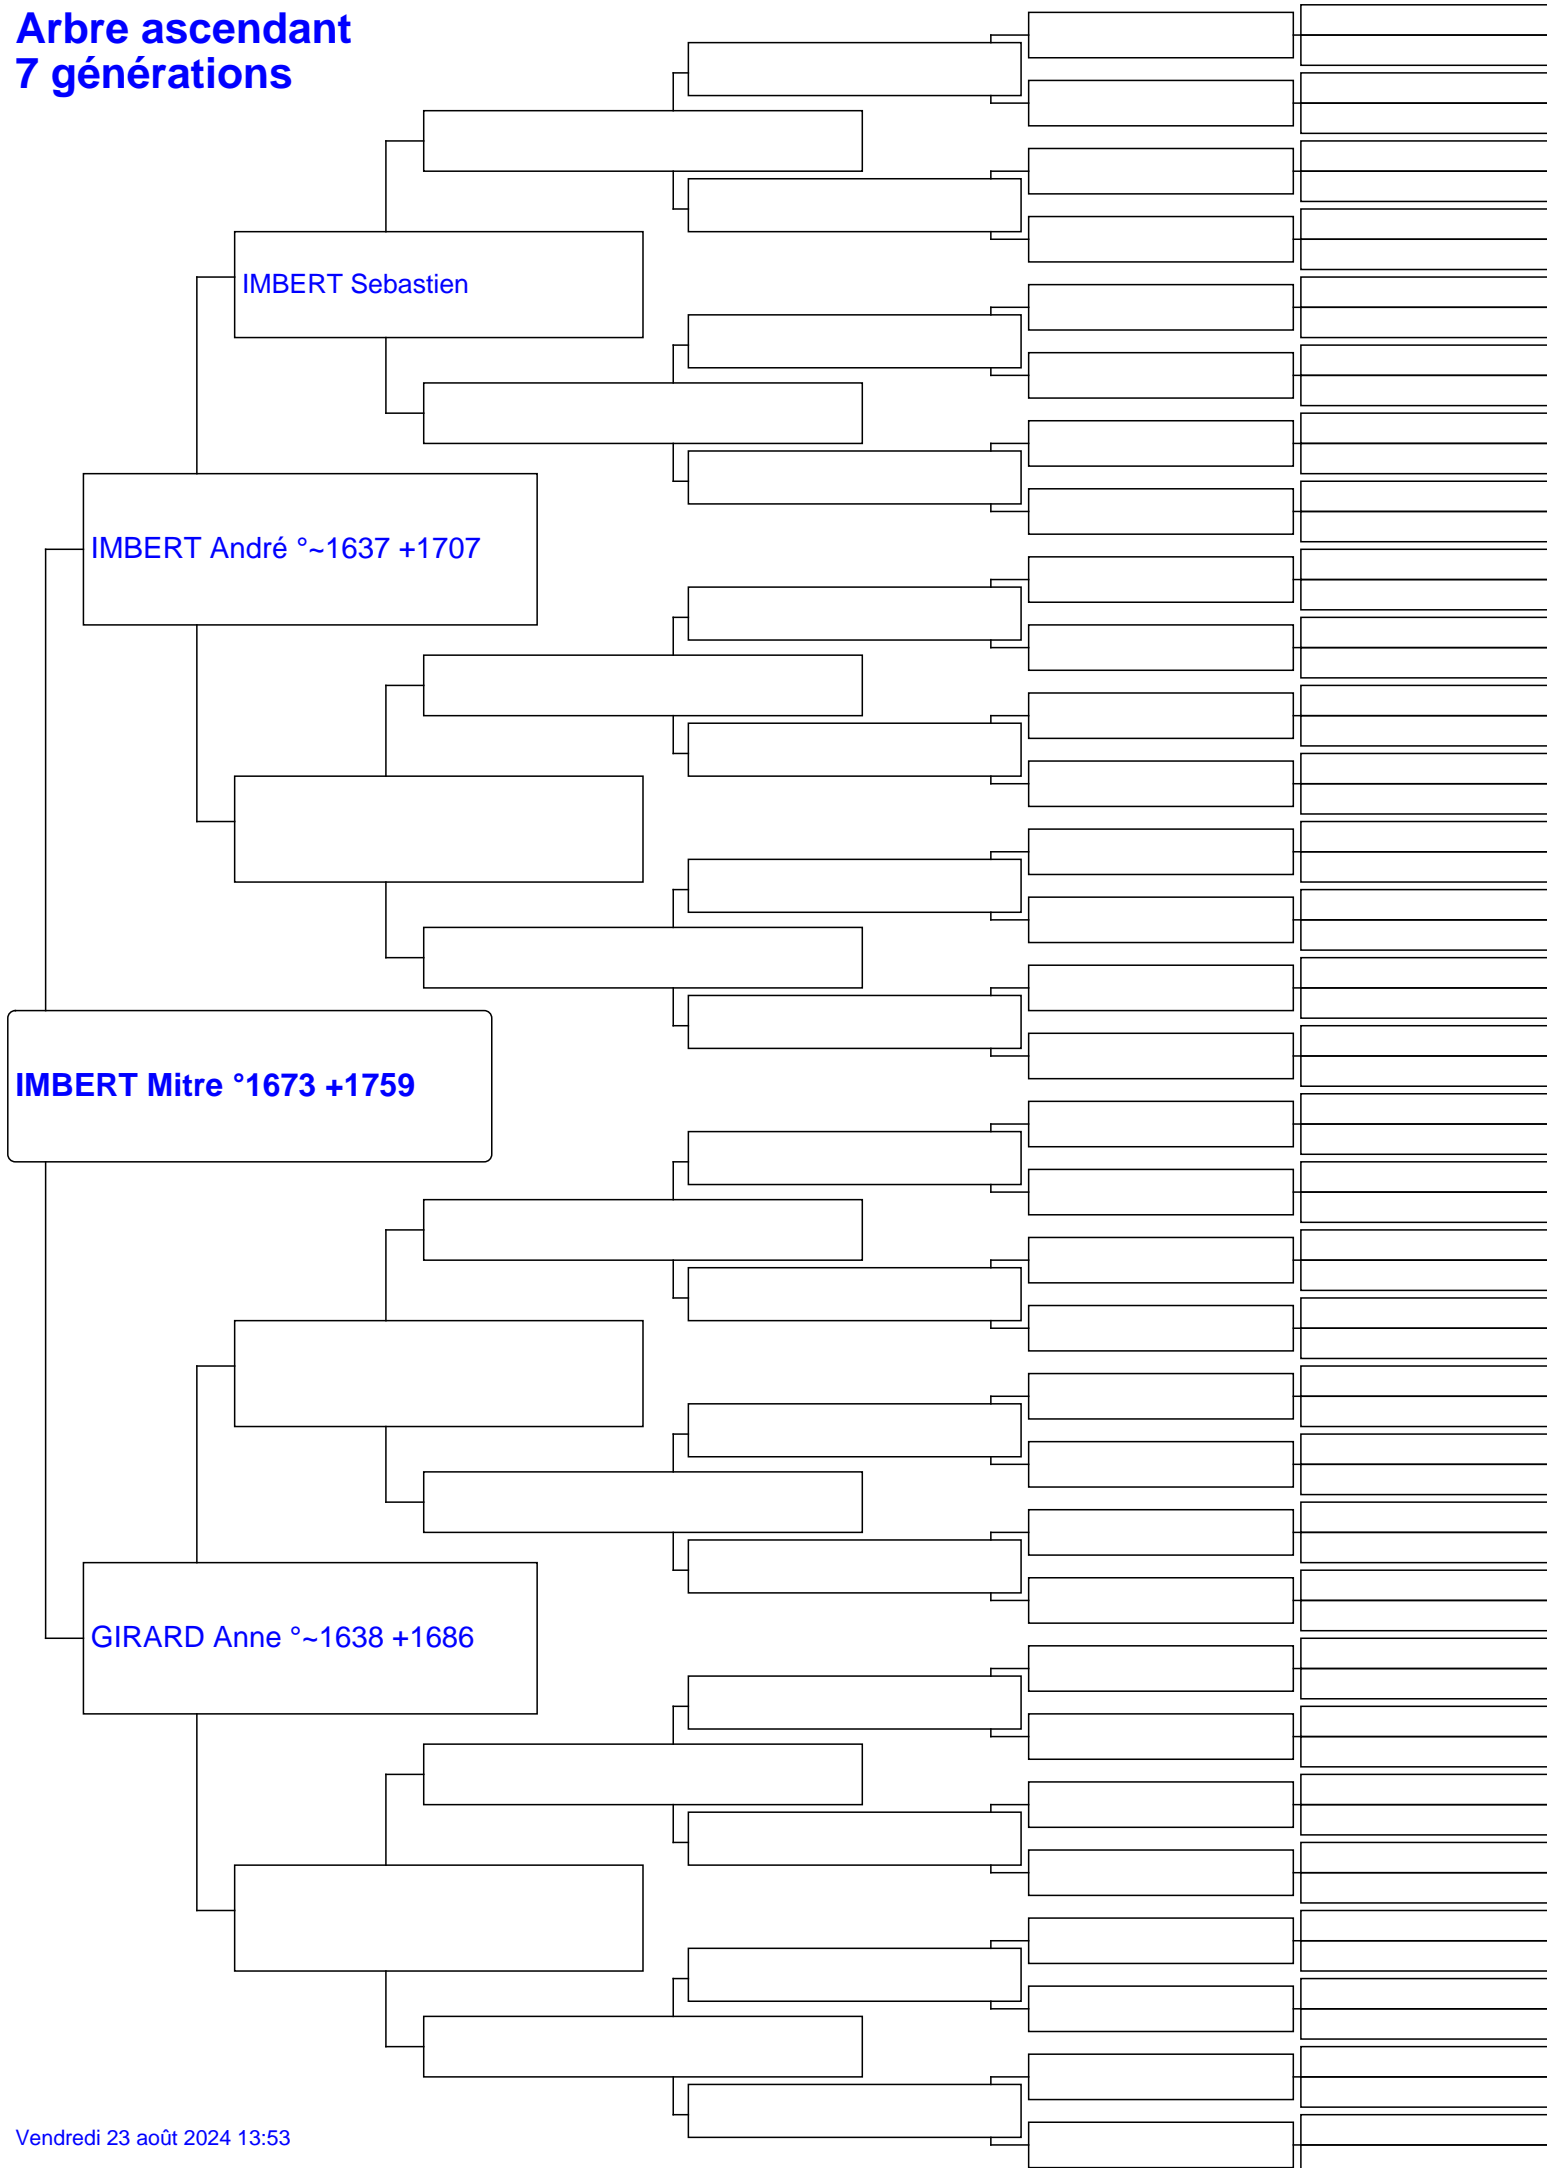 Arbre ascendant
7 générations
IMBERT Sebastien
IMBERT André °~1637 +1707
IMBERT Mitre °1673 +1759
GIRARD Anne °~1638 +1686
Vendredi 23 août 2024 13:53